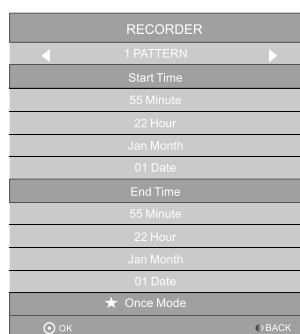 RECORDER
1 PATTERN
Start Time
55 Minute
22 Hour
Jan Month
01 Date
End Time
55 Minute
22 Hour
Jan Month
01 Date
Once Mode
OK BACK